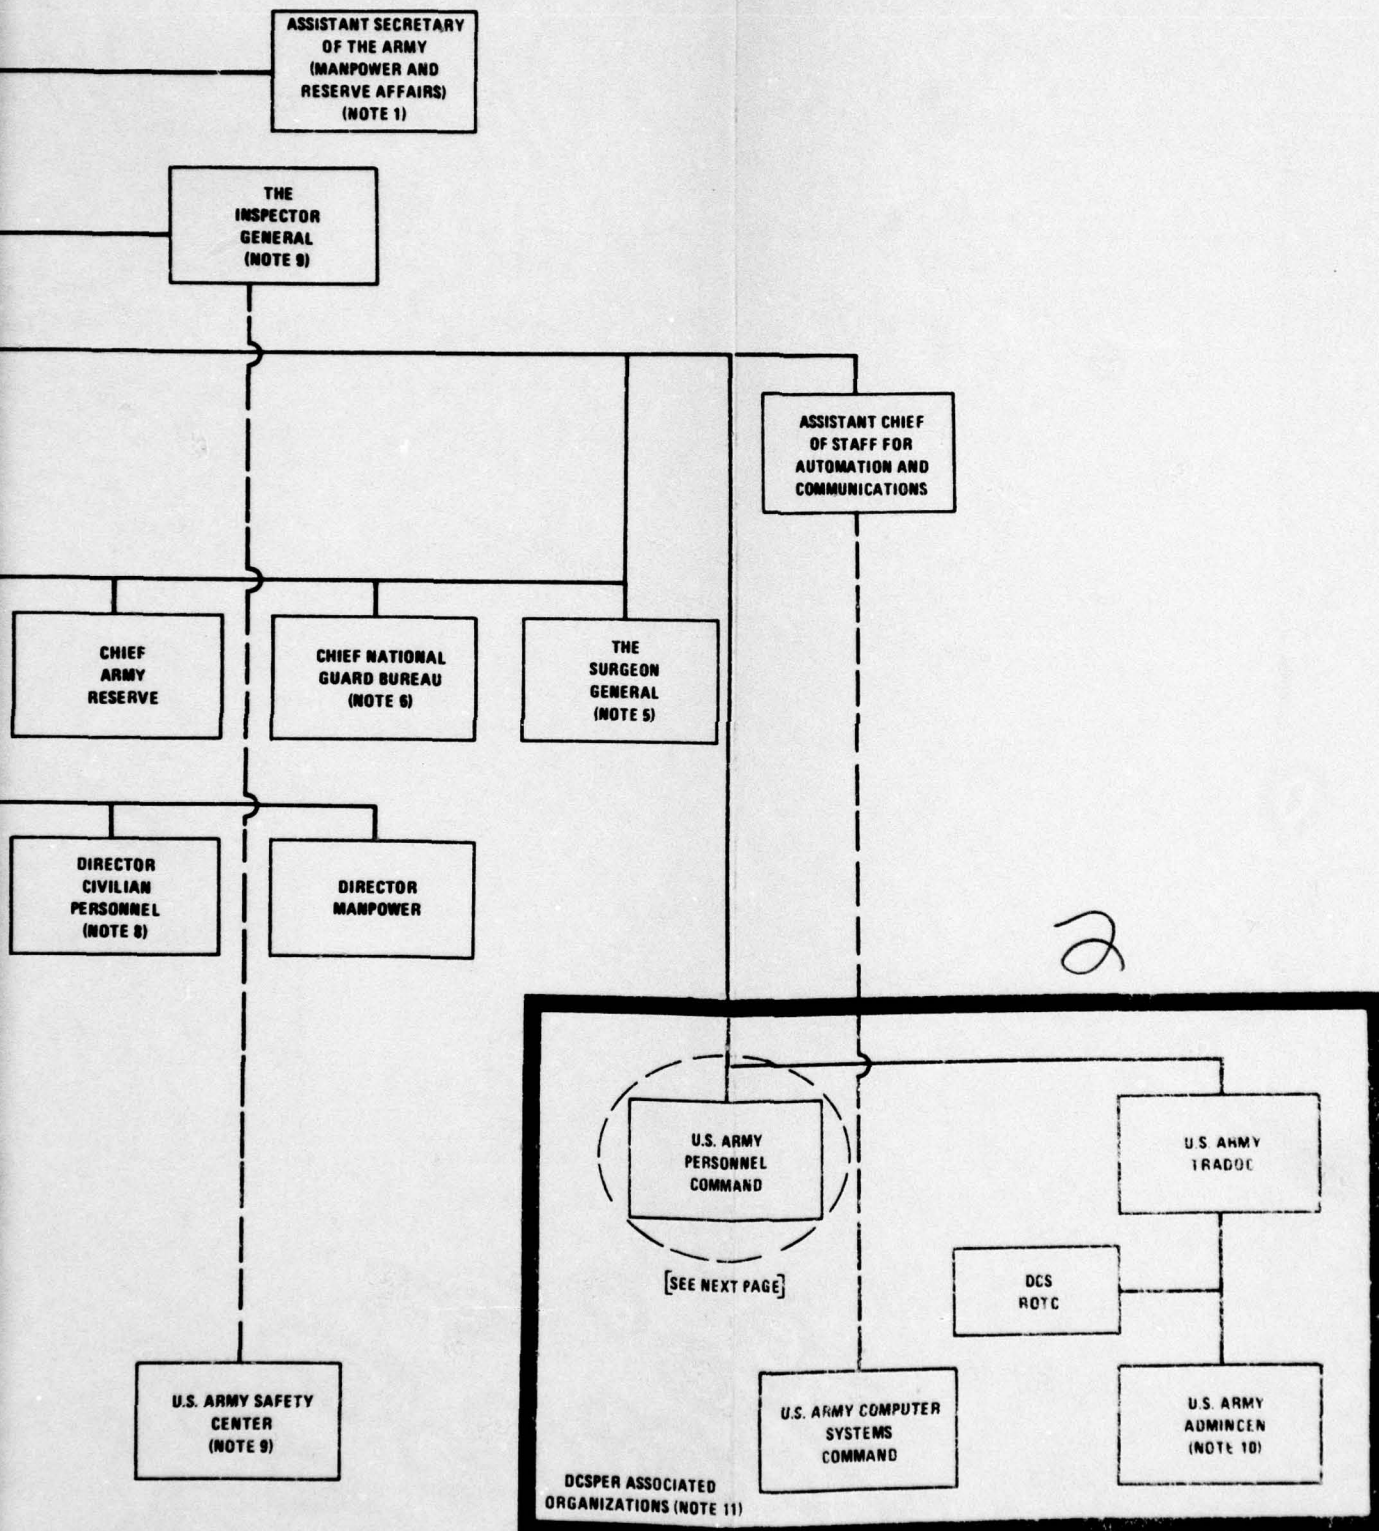 ASSISTANT SECRETARY
OF THE ARMY
(MANPOWER AND
RESERVE AFFAIRS)
(NOTE 1)
THE
INSPECTOR
GENERAL
(NOTE 9)
ASSISTANT CHIEF
OF STAFF FOR
AUTOMATION AND
COMMUNICATIONS
CHIEF
ARMY
RESERVE
CHIEF NATIONAL
GUARD BUREAU
(NOTE 6)
THE
SURGEON
GENERAL
(NOTE 5)
DIRECTOR
CIVILIAN
PERSONNEL
(NOTE 8)
DIRECTOR
MANPOWER
2
U.S. ARMY
PERSONNEL
COMMAND
[SEE NEXT PAGE]
U.S. ARMY
TRADOC
DCS
ROTC
U.S. ARMY SAFETY
CENTER
(NOTE 9)
U.S. ARMY COMPUTER
SYSTEMS
COMMAND
U.S. ARMY
ADMINCEN
(NOTE 10)
DCSPER ASSOCIATED
ORGANIZATIONS (NOTE 11)